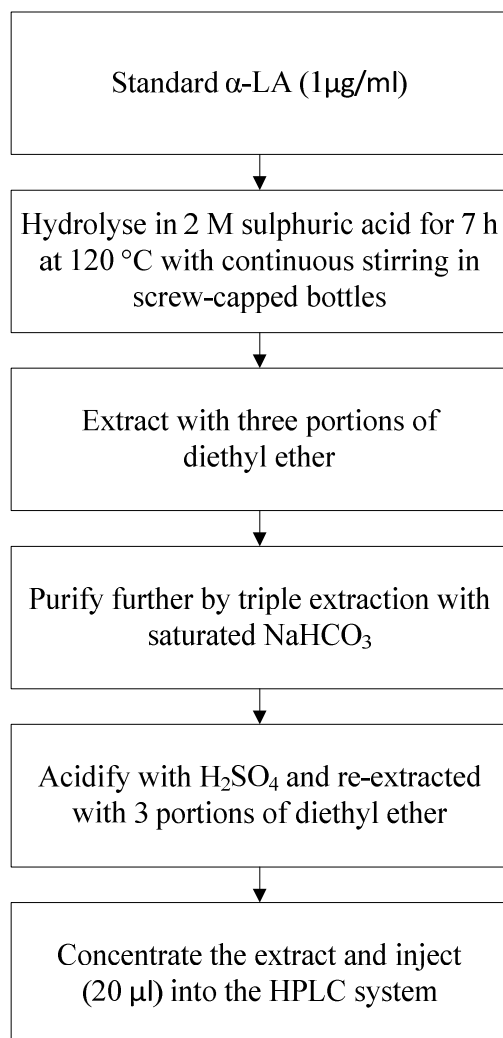 Standard α-LA (1µg/ml)
Hydrolyse in 2 M sulphuric acid for 7 h
at 120 °C with continuous stirring in
screw-capped bottles
Extract with three portions of
diethyl ether
Purify further by triple extraction with
saturated NaHCO₃
Acidify with H₂SO₄ and re-extracted
with 3 portions of diethyl ether
Concentrate the extract and inject
(20 µl) into the HPLC system